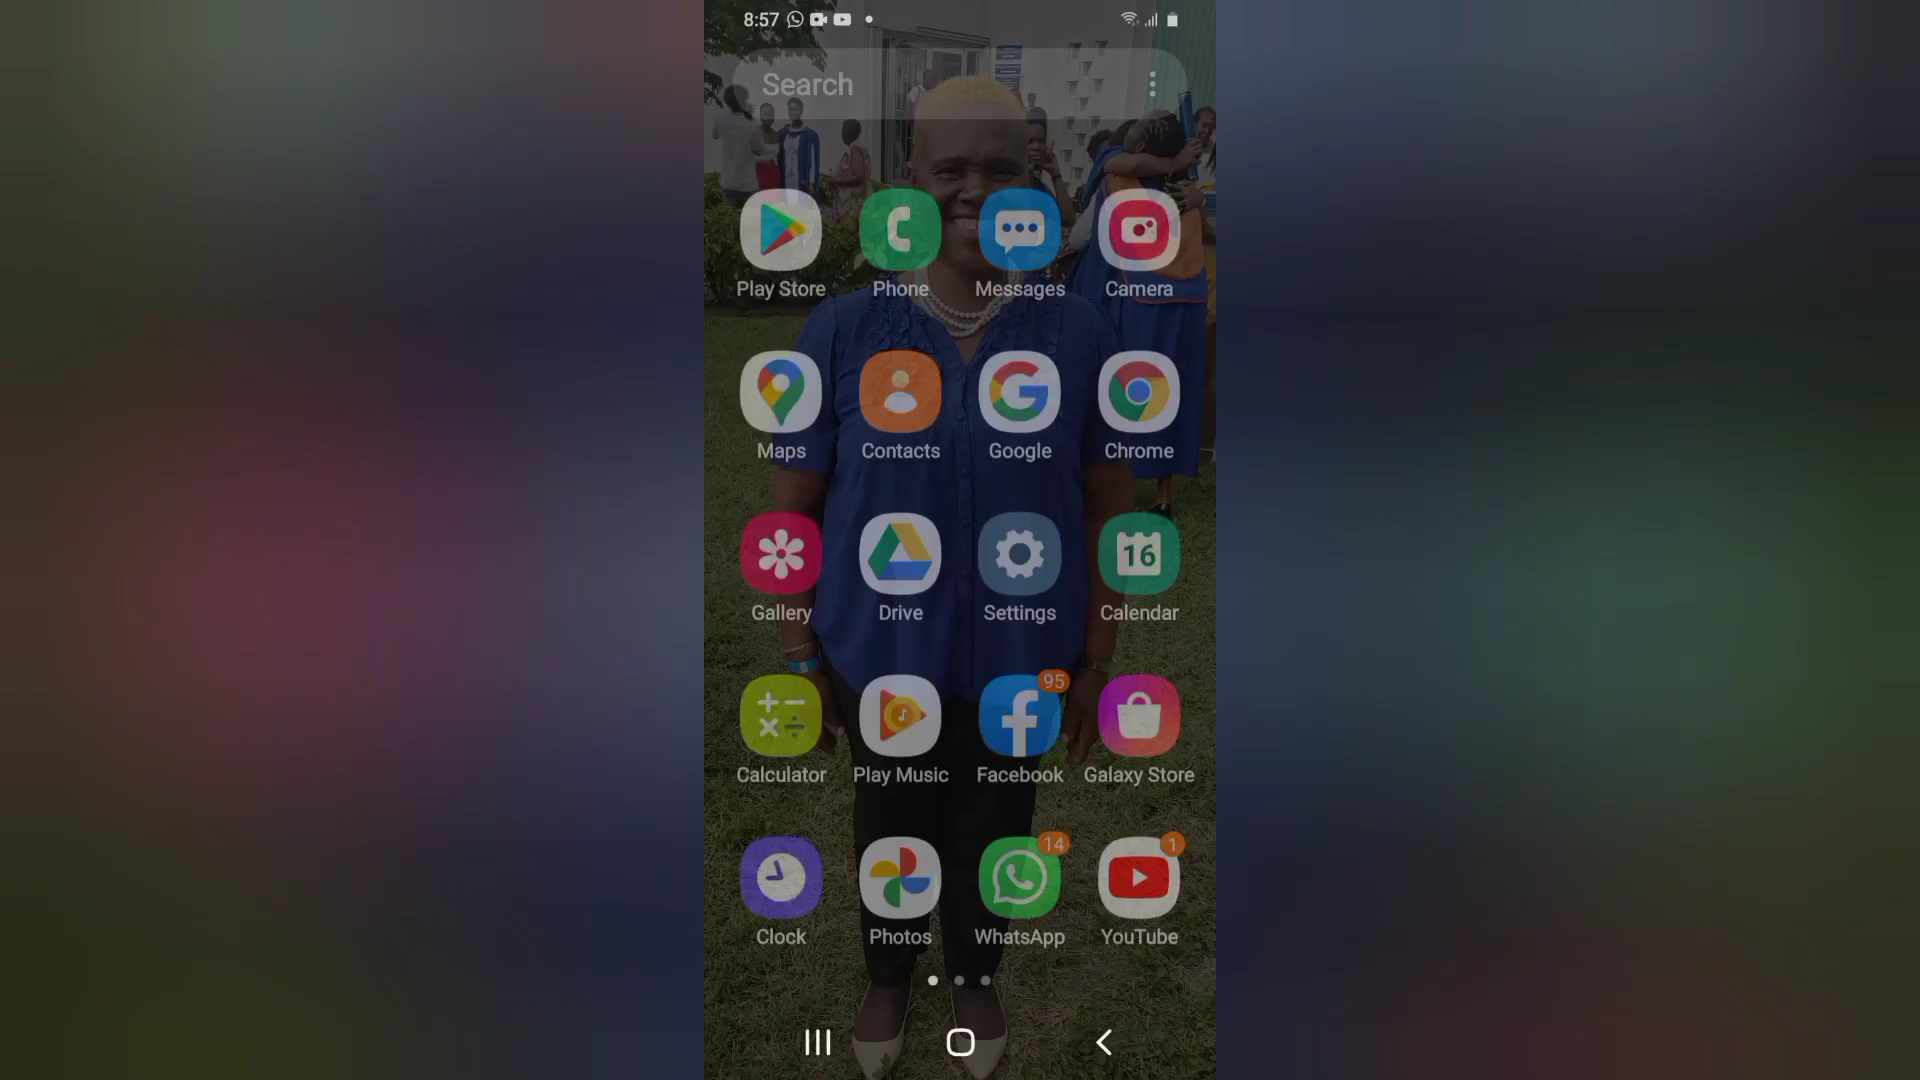 8:57
Search
Play Store Phone Messages Camera
Maps Contacts Google Chrome
16
Gallery Drive Settings Calendar
95
Calculator Play Music Facebook Galaxy Store
14 1
Clock Photos WhatsApp YouTube